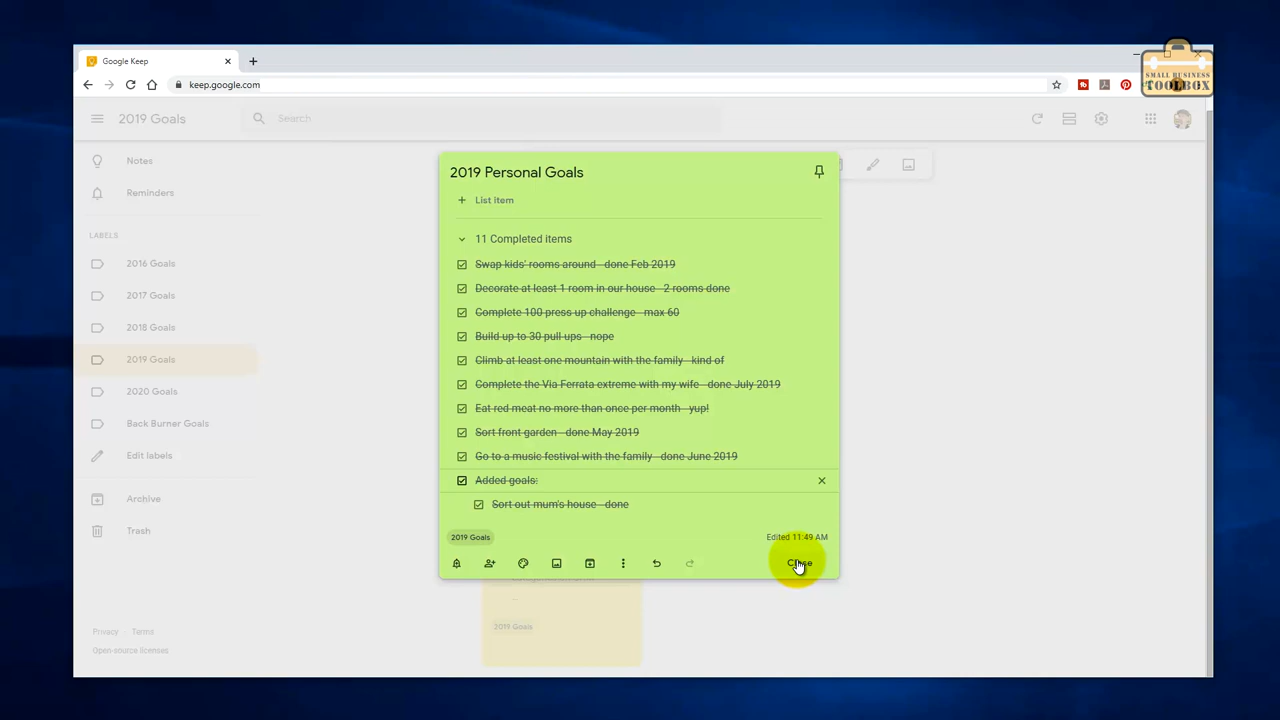 Google Keep
keep.google.com
SMALL BUSINESS
TOOLBOX
2019 Goals
Search
Notes
Reminders
LABELS
2016 Goals
2017 Goals
2018 Goals
2019 Goals
2020 Goals
Back Burner Goals
Edit labels
Archive
Trash
Privacy Terms
Open-source licenses
2019 Personal Goals
List item
11 Completed items
Swap kids' rooms around - done Feb 2019
Decorate at least 1 room in our house - 2 rooms done
Complete 100 press up challenge - max 60
Build up to 30 pull ups - nope
Climb at least one mountain with the family - kind of
Complete the Via Ferrata extreme with my wife - done July 2019
Eat red meat no more than once per month - yup!
Sort front garden - done May 2019
Go to a music festival with the family - done June 2019
Added goals:
Sort out mum's house - done
2019 Goals
Edited 11:49 AM
Close
2019 Goals